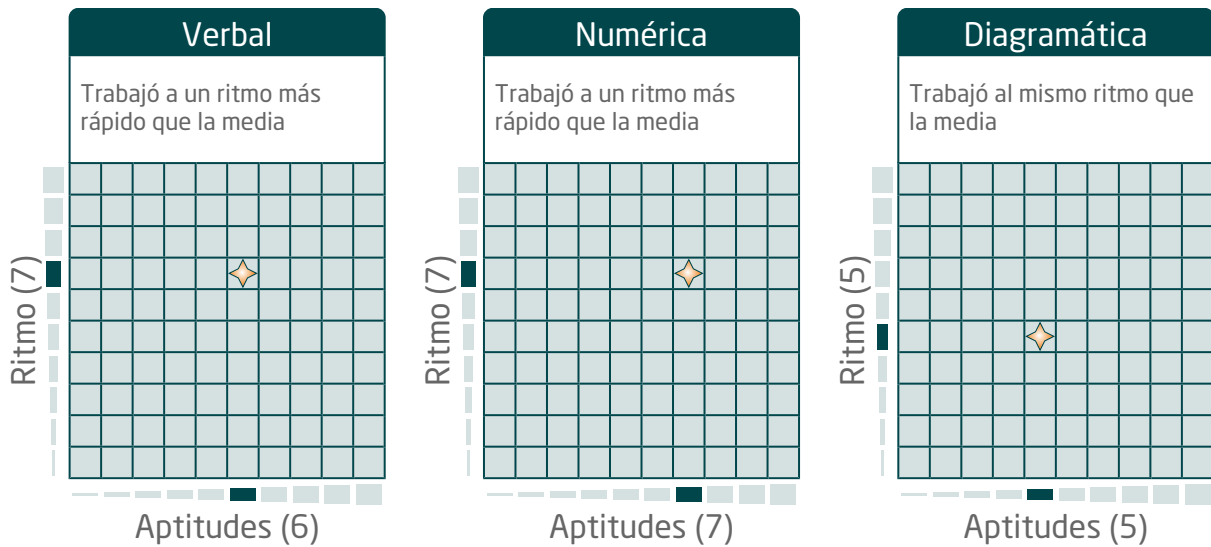 Verbal
Trabajó a un ritmo más
rápido que la media
Ritmo (7)
Aptitudes (6)
Numérica
Trabajó a un ritmo más
rápido que la media
Ritmo (7)
Aptitudes (7)
Diagramática
Trabajó al mismo ritmo que
la media
Ritmo (5)
Aptitudes (5)